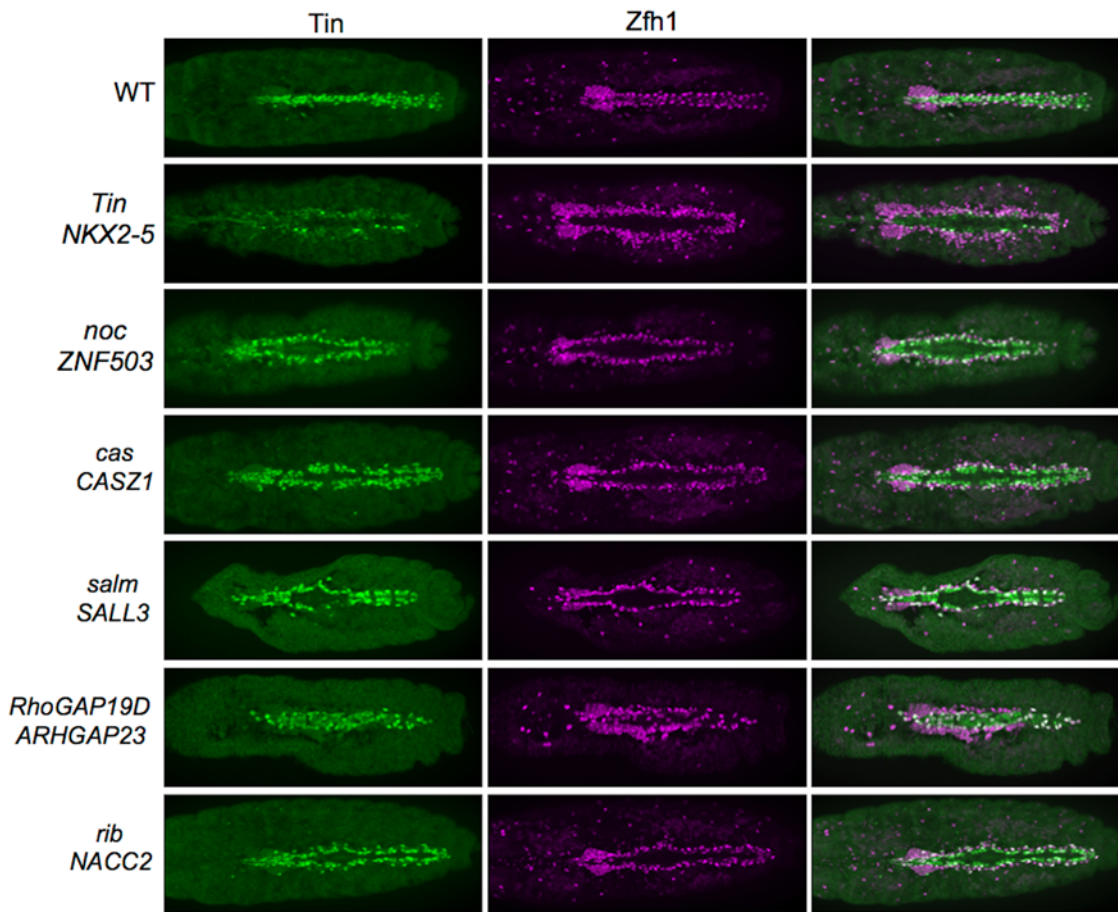 Tin Zfh1
WT
Tin
NKX2-5
noc
ZNF503
cas
CASZ1
salm
SALL3
RhoGAP19D
ARHGAP23
rib
NACC2